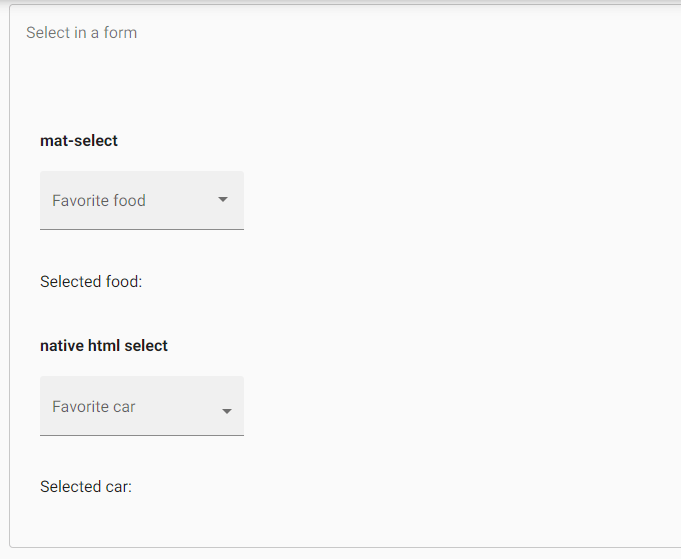 Select in a form
mat-select
Favorite food
Selected food:
native html select
Favorite car
Selected car: